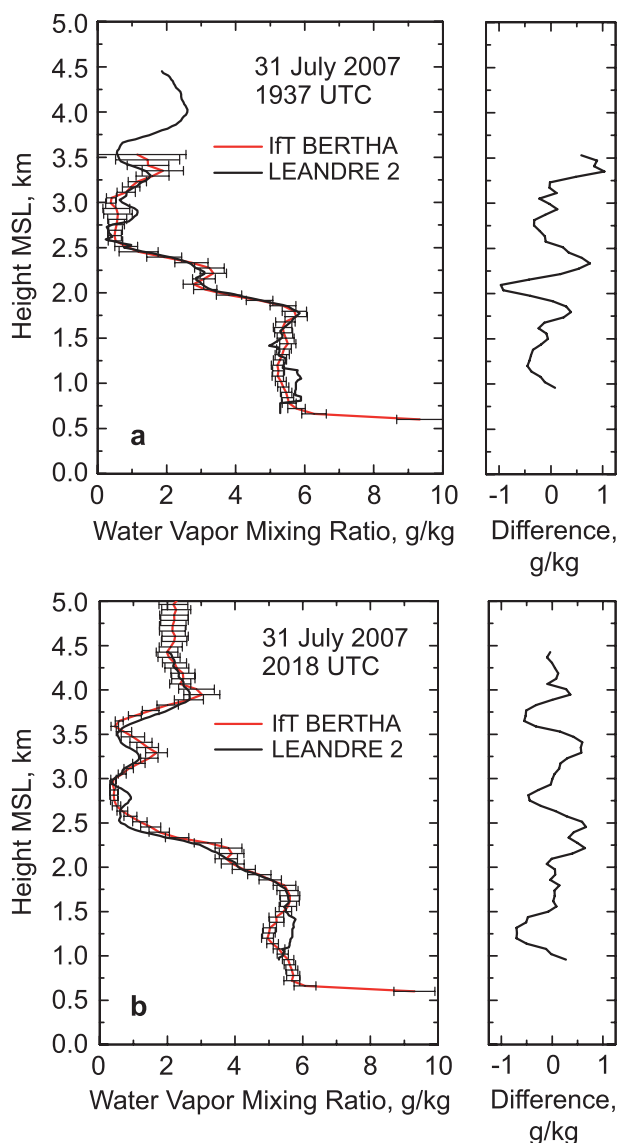 a
5.0
4.5
4.0
3.5
3.0
2.5
2.0
1.5
1.0
0.5
0.0
Height MSL, km
31 July 2007
1937 UTC
IfT BERTHA
LEANDRE 2
0 2 4 6 8 10
Water Vapor Mixing Ratio, g/kg
-1 0 1
Difference,
g/kg
b
5.0
4.5
4.0
3.5
3.0
2.5
2.0
1.5
1.0
0.5
0.0
Height MSL, km
31 July 2007
2018 UTC
IfT BERTHA
LEANDRE 2
0 2 4 6 8 10
Water Vapor Mixing Ratio, g/kg
-1 0 1
Difference,
g/kg